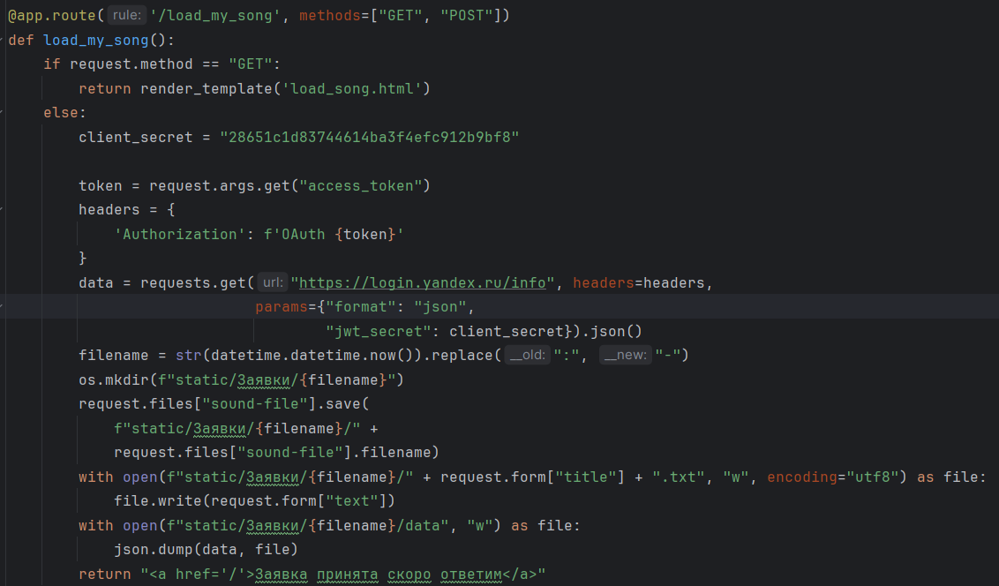 @app.route( rule: '/load_my_song', methods=["GET", "POST"])
def load_my_song():
    if request.method == "GET":
        return render_template('load_song.html')
    else:
        client_secret = "28651c1d83744614ba3f4efc912b9bf8"
        token = request.args.get("access_token")
        headers = {
            'Authorization': f'OAuth {token}'
        }
        data = requests.get( url: "https://login.yandex.ru/info", headers=headers,
                            params={"format": "json",
                                    "jwt_secret": client_secret}).json()
        filename = str(datetime.datetime.now()).replace( __old: ":", __new: "-")
        os.mkdir(f"static/Заявки/{filename}")
        request.files["sound-file"].save(
            f"static/Заявки/{filename}/" +
            request.files["sound-file"].filename)
        with open(f"static/Заявки/{filename}/" + request.form["title"] + ".txt", "w", encoding="utf8") as file:
            file.write(request.form["text"])
        with open(f"static/Заявки/{filename}/data", "w") as file:
            json.dump(data, file)
        return "<a href='/'>Заявка принята скоро ответим</a>"